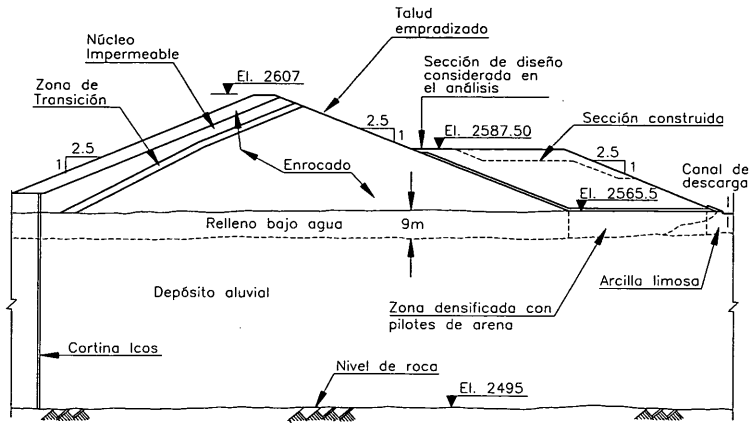 Talud
empradizado
Núcleo
Impermeable
Sección de diseño
considerada en
el análisis
Zona de
Transición
El. 2607
Sección construida
2.5
1
El. 2587.50
2.5
1
2.5
1
Canal de
descarga
Enrocado
El. 2565.5
Relleno bajo agua
9m
Arcilla limosa
Depósito aluvial
Zona densificada con
pilotes de arena
Cortina Icos
Nivel de roca
El. 2495